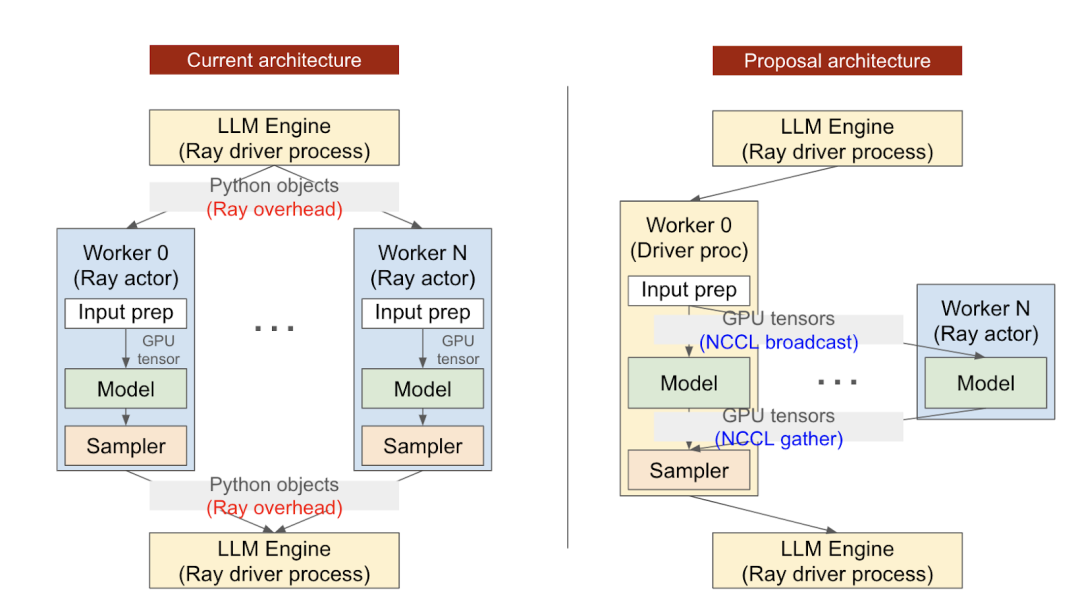 Current architecture
LLM Engine
(Ray driver process)
Python objects
(Ray overhead)
Worker 0
(Ray actor)
Input prep
GPU
tensor
Model
Sampler
...
Worker N
(Ray actor)
Input prep
GPU
tensor
Model
Sampler
Python objects
(Ray overhead)
LLM Engine
(Ray driver process)
Proposal architecture
LLM Engine
(Ray driver process)
Worker 0
(Driver proc)
Input prep
GPU tensors
(NCCL broadcast)
Model
...
Worker N
(Ray actor)
Model
GPU tensors
(NCCL gather)
Sampler
LLM Engine
(Ray driver process)